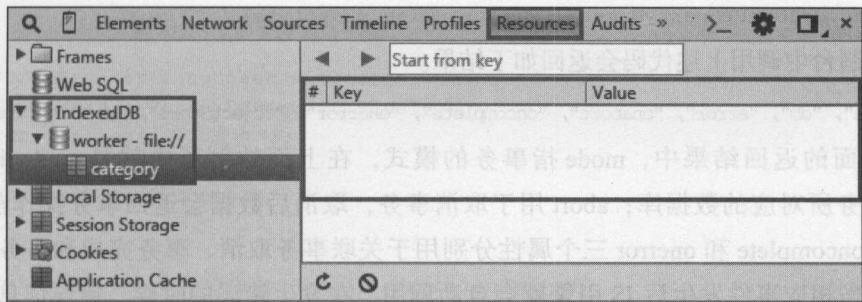 Elements Network Sources Timeline Profiles Resources Audits »
Frames
Web SQL
IndexedDB
worker - file://
category
Local Storage
Session Storage
Cookies
Application Cache
Start from key
# Key Value